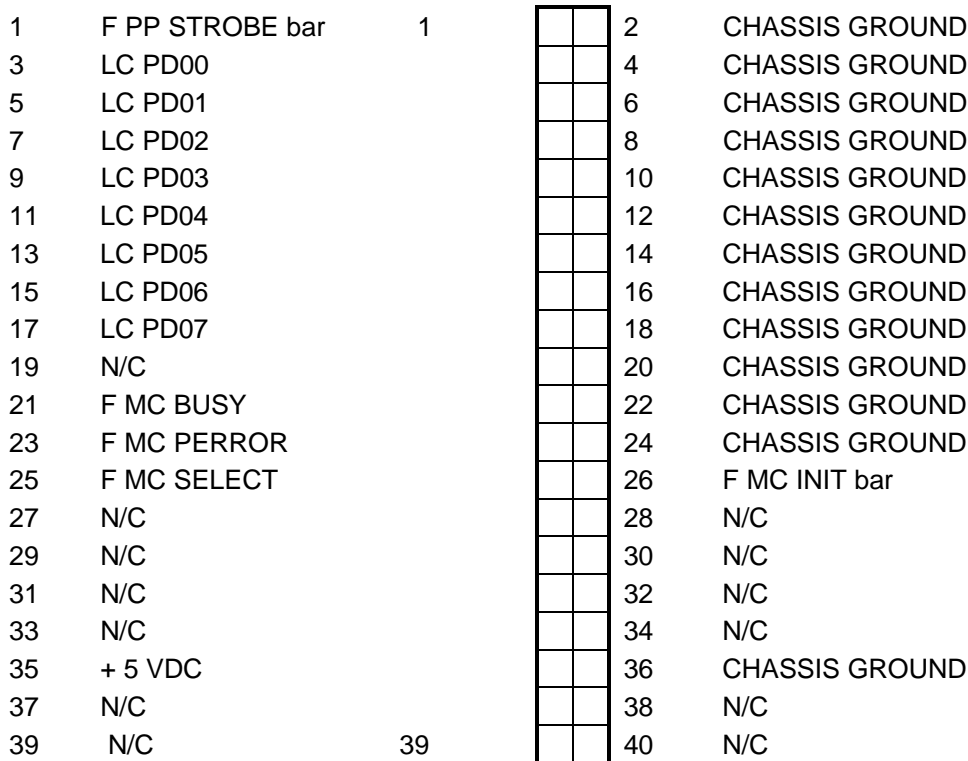 1 F PP STROBE bar 1 2 CHASSIS GROUND
3 LC PD00 4 CHASSIS GROUND
5 LC PD01 6 CHASSIS GROUND
7 LC PD02 8 CHASSIS GROUND
9 LC PD03 10 CHASSIS GROUND
11 LC PD04 12 CHASSIS GROUND
13 LC PD05 14 CHASSIS GROUND
15 LC PD06 16 CHASSIS GROUND
17 LC PD07 18 CHASSIS GROUND
19 N/C 20 CHASSIS GROUND
21 F MC BUSY 22 CHASSIS GROUND
23 F MC PERROR 24 CHASSIS GROUND
25 F MC SELECT 26 F MC INIT bar
27 N/C 28 N/C
29 N/C 30 N/C
31 N/C 32 N/C
33 N/C 34 N/C
35 + 5 VDC 36 CHASSIS GROUND
37 N/C 38 N/C
39 N/C 39 40 N/C